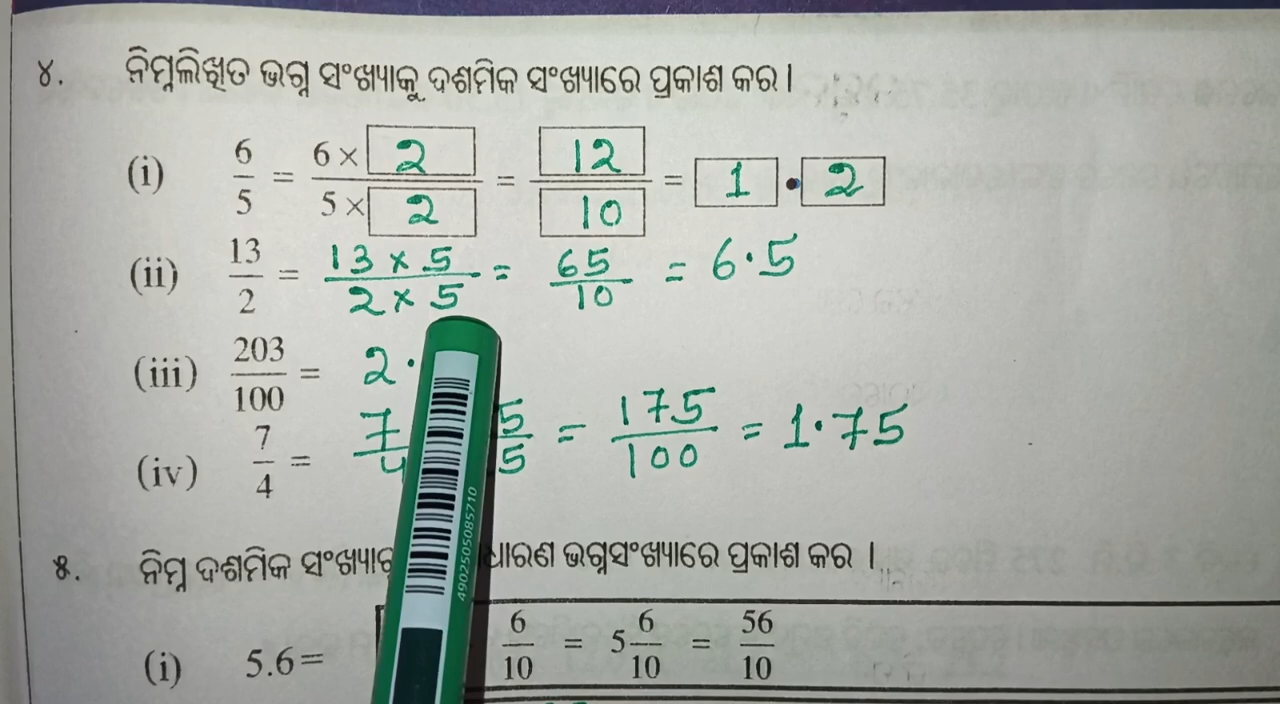 ୪. ନିମ୍ନଲିଖିତ ଭଗ୍ନ ସଂଖ୍ୟାକୁ ଦଶମିକ ସଂଖ୍ୟାରେ ପ୍ରକାଶ କର ।
(i) 6/5 = 6 × 2 / 5 × 2 = 12/10 = 1 . 2
(ii) 13/2 = 13 × 5 / 2 × 5 = 65/10 = 6.5
(iii) 203/100 = 2.
(iv) 7/4 = 7 5 / 4 5 = 175/100 = 1.75
୫. ନିମ୍ନ ଦଶମିକ ଭଗ୍ନସଂଖ୍ୟାରେ ପ୍ରକାଶ କର ।
(i) 5.6 = 6/10 = 5 6/10 = 56/10
4902505085710